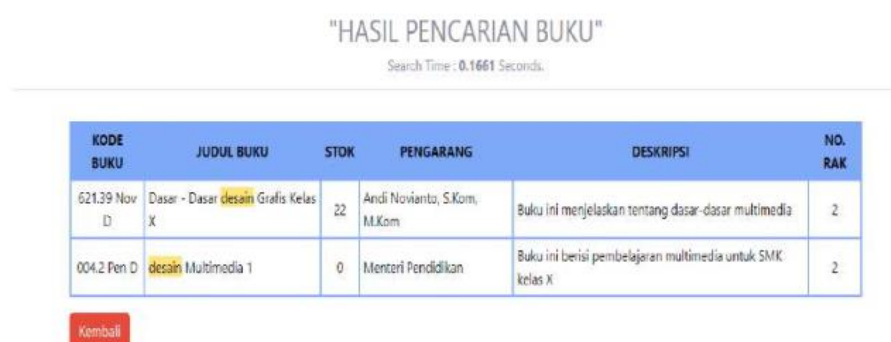 "HASIL PENCARIAN BUKU"
Search Time : 0.1661 Seconds.
KODE BUKU JUDUL BUKU STOK PENGARANG DESKRIPSI NO. RAK
621.39 Nov D Dasar - Dasar desain Grafis Kelas X 22 Andi Novianto, S.Kom, M.Kom Buku ini menjelaskan tentang dasar-dasar multimedia 2
004.2 Pen D desain Multimedia 1 0 Menteri Pendidikan Buku ini berisi pembelajaran multimedia untuk SMK kelas X 2
Kembali